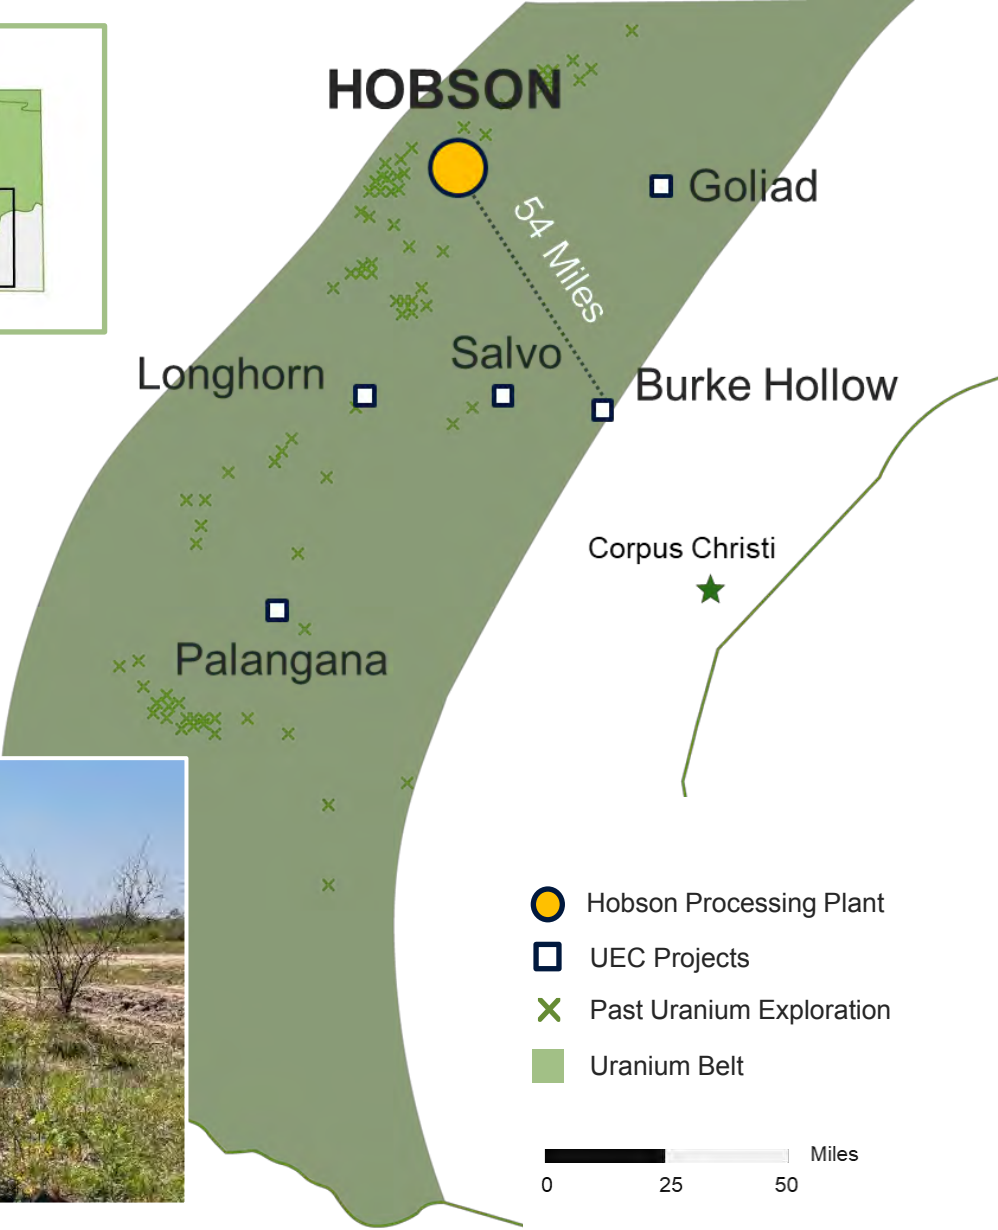 HOBSON
Goliad
54 Miles
Salvo
Longhorn
Burke Hollow
Corpus Christi
Palangana
Hobson Processing Plant
UEC Projects
Past Uranium Exploration
Uranium Belt
Miles
0 25 50